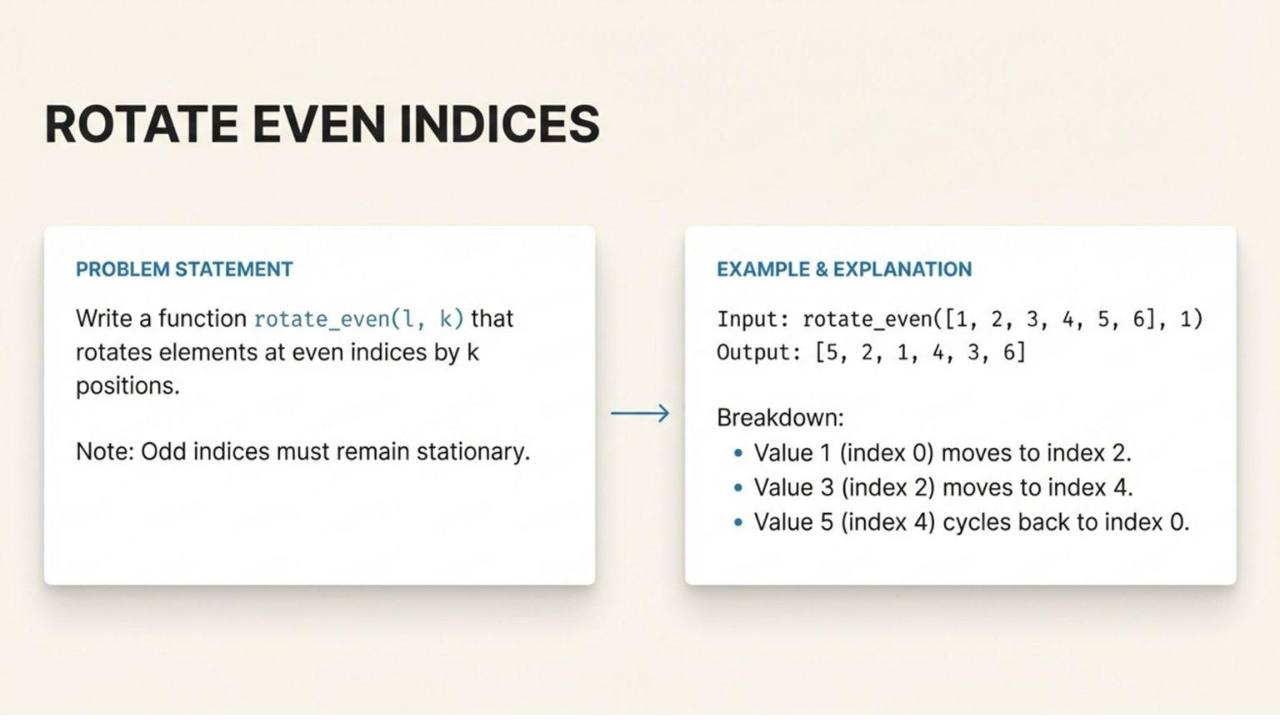 ROTATE EVEN INDICES
PROBLEM STATEMENT
Write a function rotate_even(l, k) that
rotates elements at even indices by k
positions.
Note: Odd indices must remain stationary.
EXAMPLE & EXPLANATION
Input: rotate_even([1, 2, 3, 4, 5, 6], 1)
Output: [5, 2, 1, 4, 3, 6]
Breakdown:
• Value 1 (index 0) moves to index 2.
• Value 3 (index 2) moves to index 4.
• Value 5 (index 4) cycles back to index 0.